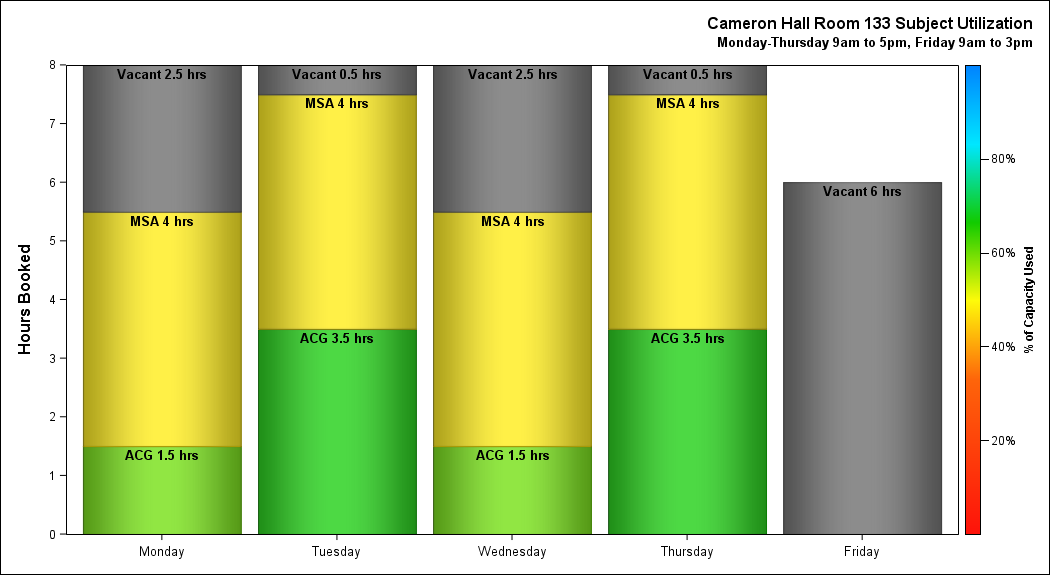 Cameron Hall Room 133 Subject Utilization
Monday-Thursday 9am to 5pm, Friday 9am to 3pm
Hours Booked
8
7
6
5
4
3
2
1
0
Vacant 2.5 hrs
MSA 4 hrs
ACG 1.5 hrs
Vacant 0.5 hrs
MSA 4 hrs
ACG 3.5 hrs
Vacant 2.5 hrs
MSA 4 hrs
ACG 1.5 hrs
Vacant 0.5 hrs
MSA 4 hrs
ACG 3.5 hrs
Vacant 6 hrs
Monday
Tuesday
Wednesday
Thursday
Friday
80%
60%
40%
20%
% of Capacity Used